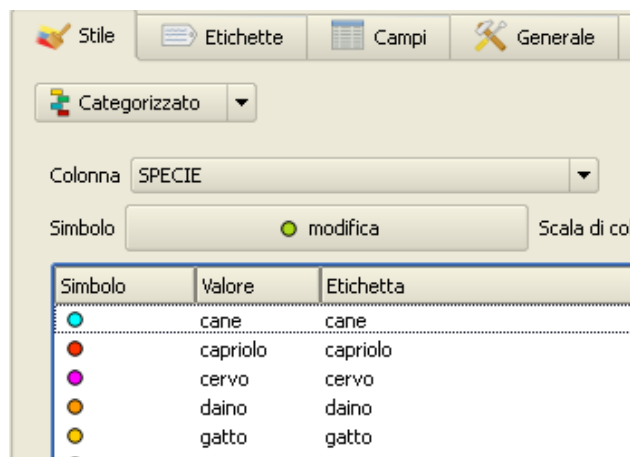 Stile Etichette Campi Generale
Categorizzato
Colonna SPECIE
Simbolo modifica Scala di co
Simbolo Valore Etichetta
cane cane
capriolo capriolo
cervo cervo
daino daino
gatto gatto